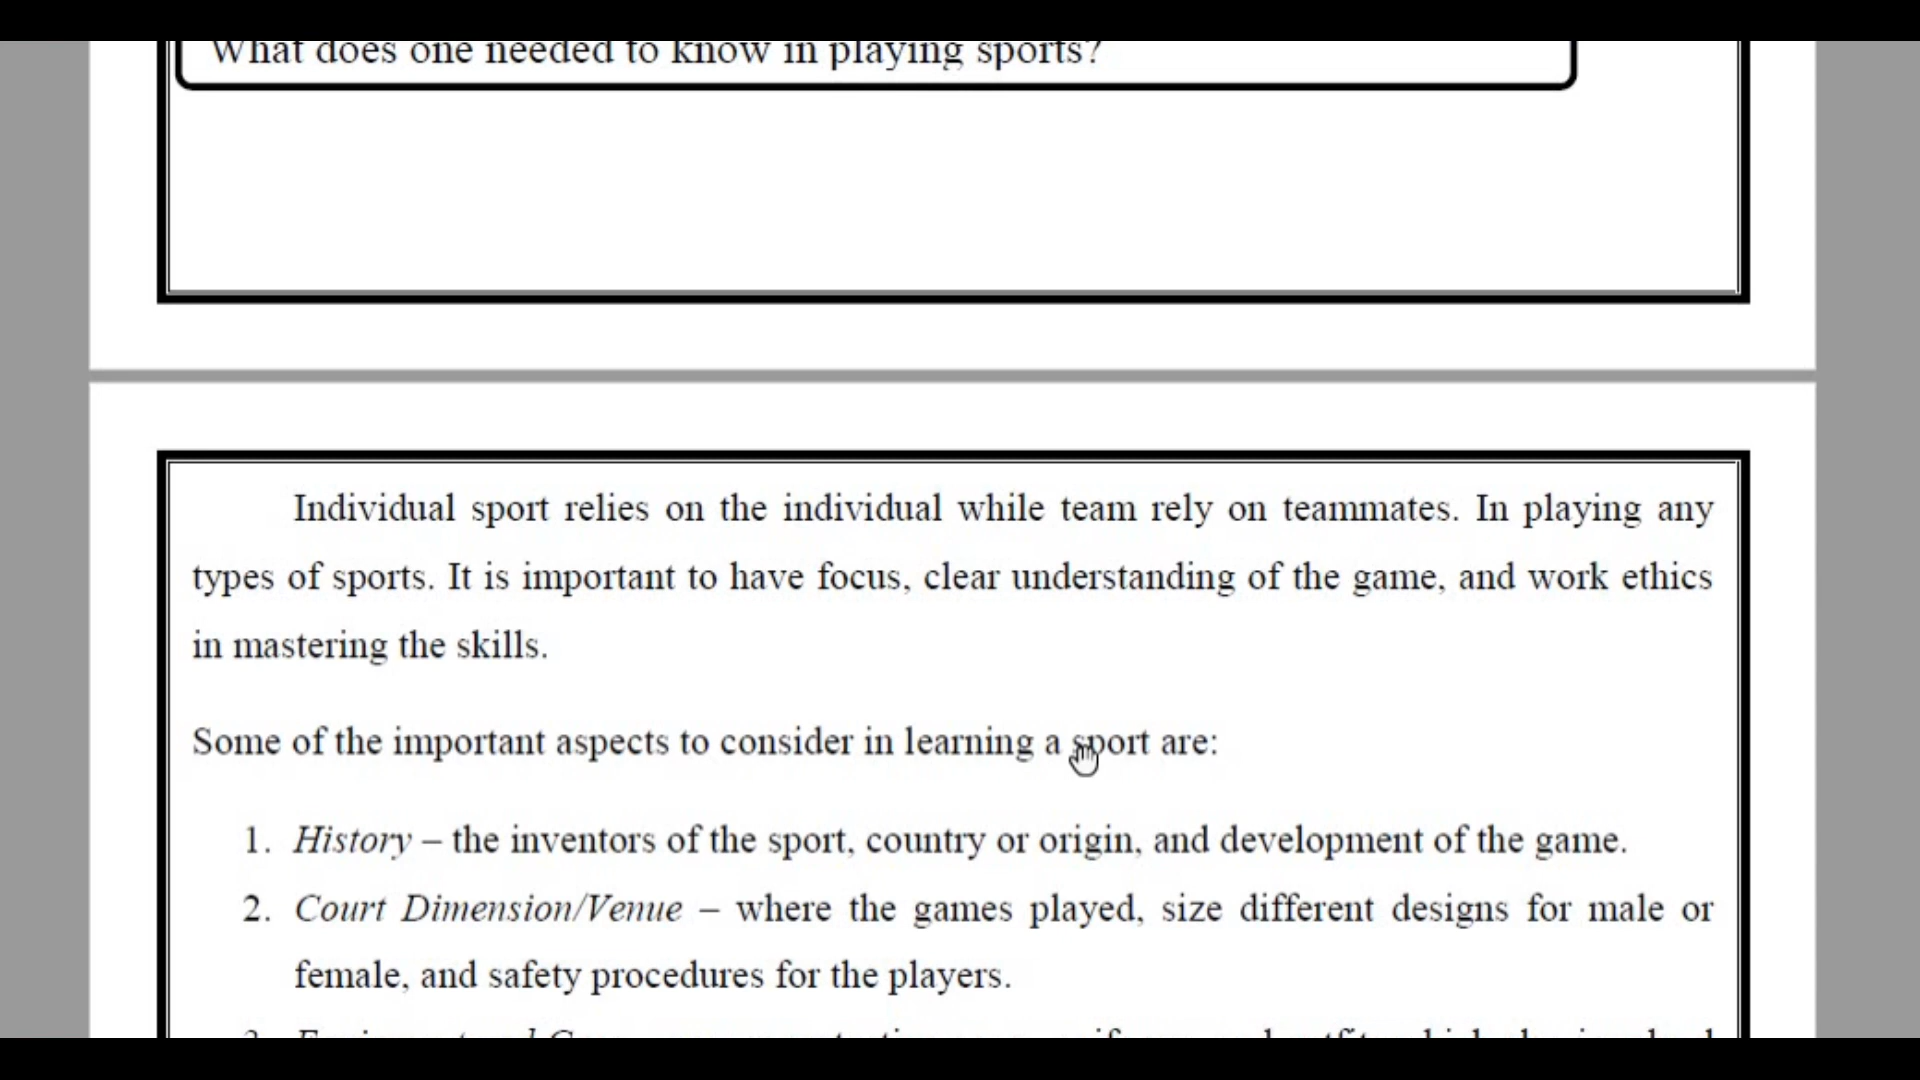 What does one needed to know in playing sports?
Individual sport relies on the individual while team rely on teammates. In playing any
types of sports. It is important to have focus, clear understanding of the game, and work ethics
in mastering the skills.
Some of the important aspects to consider in learning a sport are:
1. History – the inventors of the sport, country or origin, and development of the game.
2. Court Dimension/Venue – where the games played, size different designs for male or
female, and safety procedures for the players.